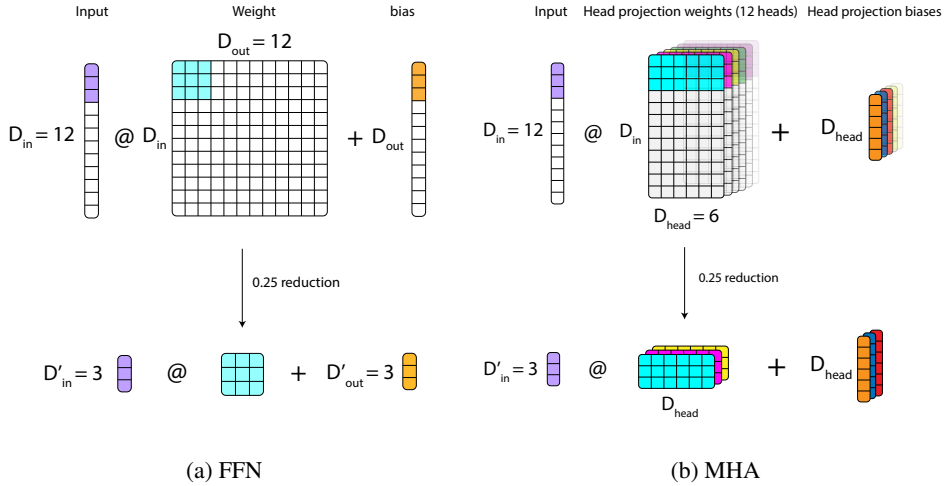 Input Weight bias
D_out = 12
D_in = 12 @ D_in + D_out
0.25 reduction
D'_in = 3 @ + D'_out = 3
(a) FFN
Input Head projection weights (12 heads) Head projection biases
D_in = 12 @ D_in + D_head
D_head = 6
0.25 reduction
D'_in = 3 @ + D_head
D_head
(b) MHA